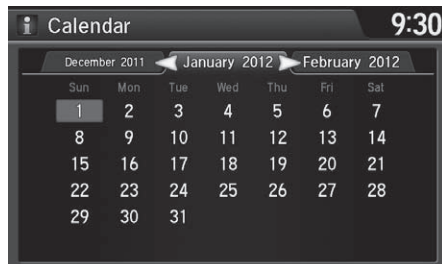 i Calendar 9:30
December 2011 January 2012 February 2012
Sun Mon Tue Wed Thu Fri Sat
1 2 3 4 5 6 7
8 9 10 11 12 13 14
15 16 17 18 19 20 21
22 23 24 25 26 27 28
29 30 31